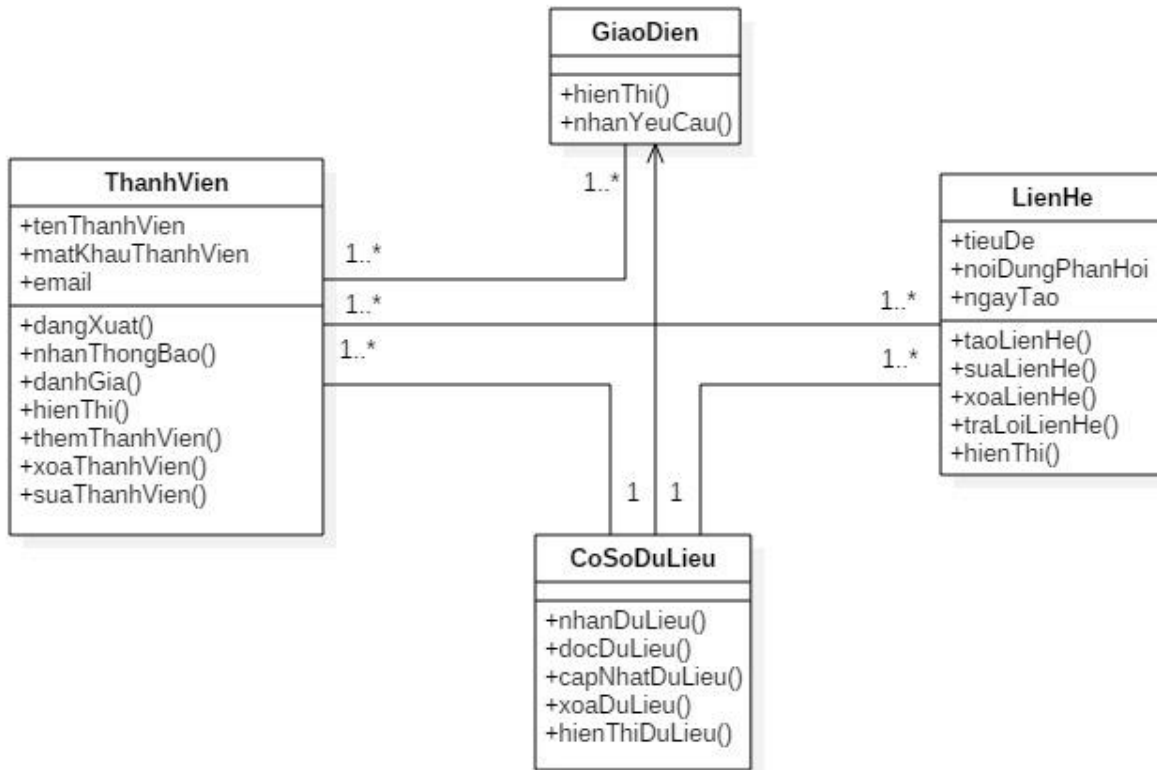 GiaoDien
+hienThi()
+nhanYeuCau()
1..*
ThanhVien
+tenThanhVien
+matKhauThanhVien
+email
+dangXuat()
+nhanThongBao()
+danhGia()
+hienThi()
+themThanhVien()
+xoaThanhVien()
+suaThanhVien()
1..*
1..*
1..*
LienHe
+tieuDe
+noiDungPhanHoi
+ngayTao
+taoLienHe()
+suaLienHe()
+xoaLienHe()
+traLoiLienHe()
+hienThi()
1..*
1..*
1
1
CoSoDuLieu
+nhanDuLieu()
+docDuLieu()
+capNhatDuLieu()
+xoaDuLieu()
+hienThiDuLieu()